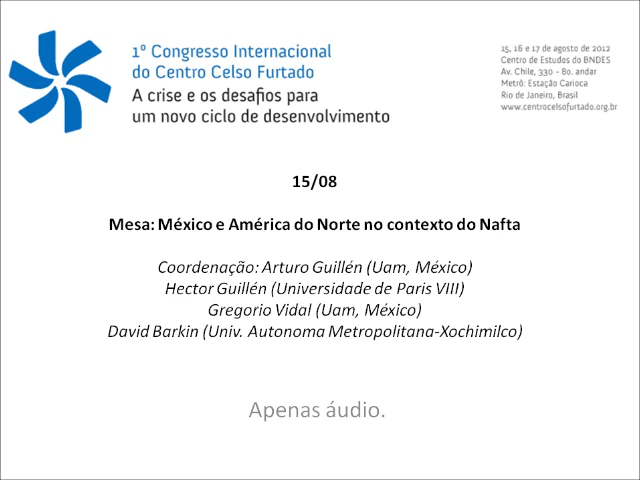 1º Congresso Internacional
do Centro Celso Furtado
A crise e os desafios para
um novo ciclo de desenvolvimento
15, 16 e 17 de agosto de 2012
Centro de Estudos do BNDES
Av. Chile, 330 - 8o. andar
Metrô: Estação Carioca
Rio de Janeiro, Brasil
www.centrocelsofurtado.org.br
15/08
Mesa: México e América do Norte no contexto do Nafta
Coordenação: Arturo Guillén (Uam, México)
Hector Guillén (Universidade de Paris VIII)
Gregorio Vidal (Uam, México)
David Barkin (Univ. Autonoma Metropolitana-Xochimilco)
Apenas áudio.